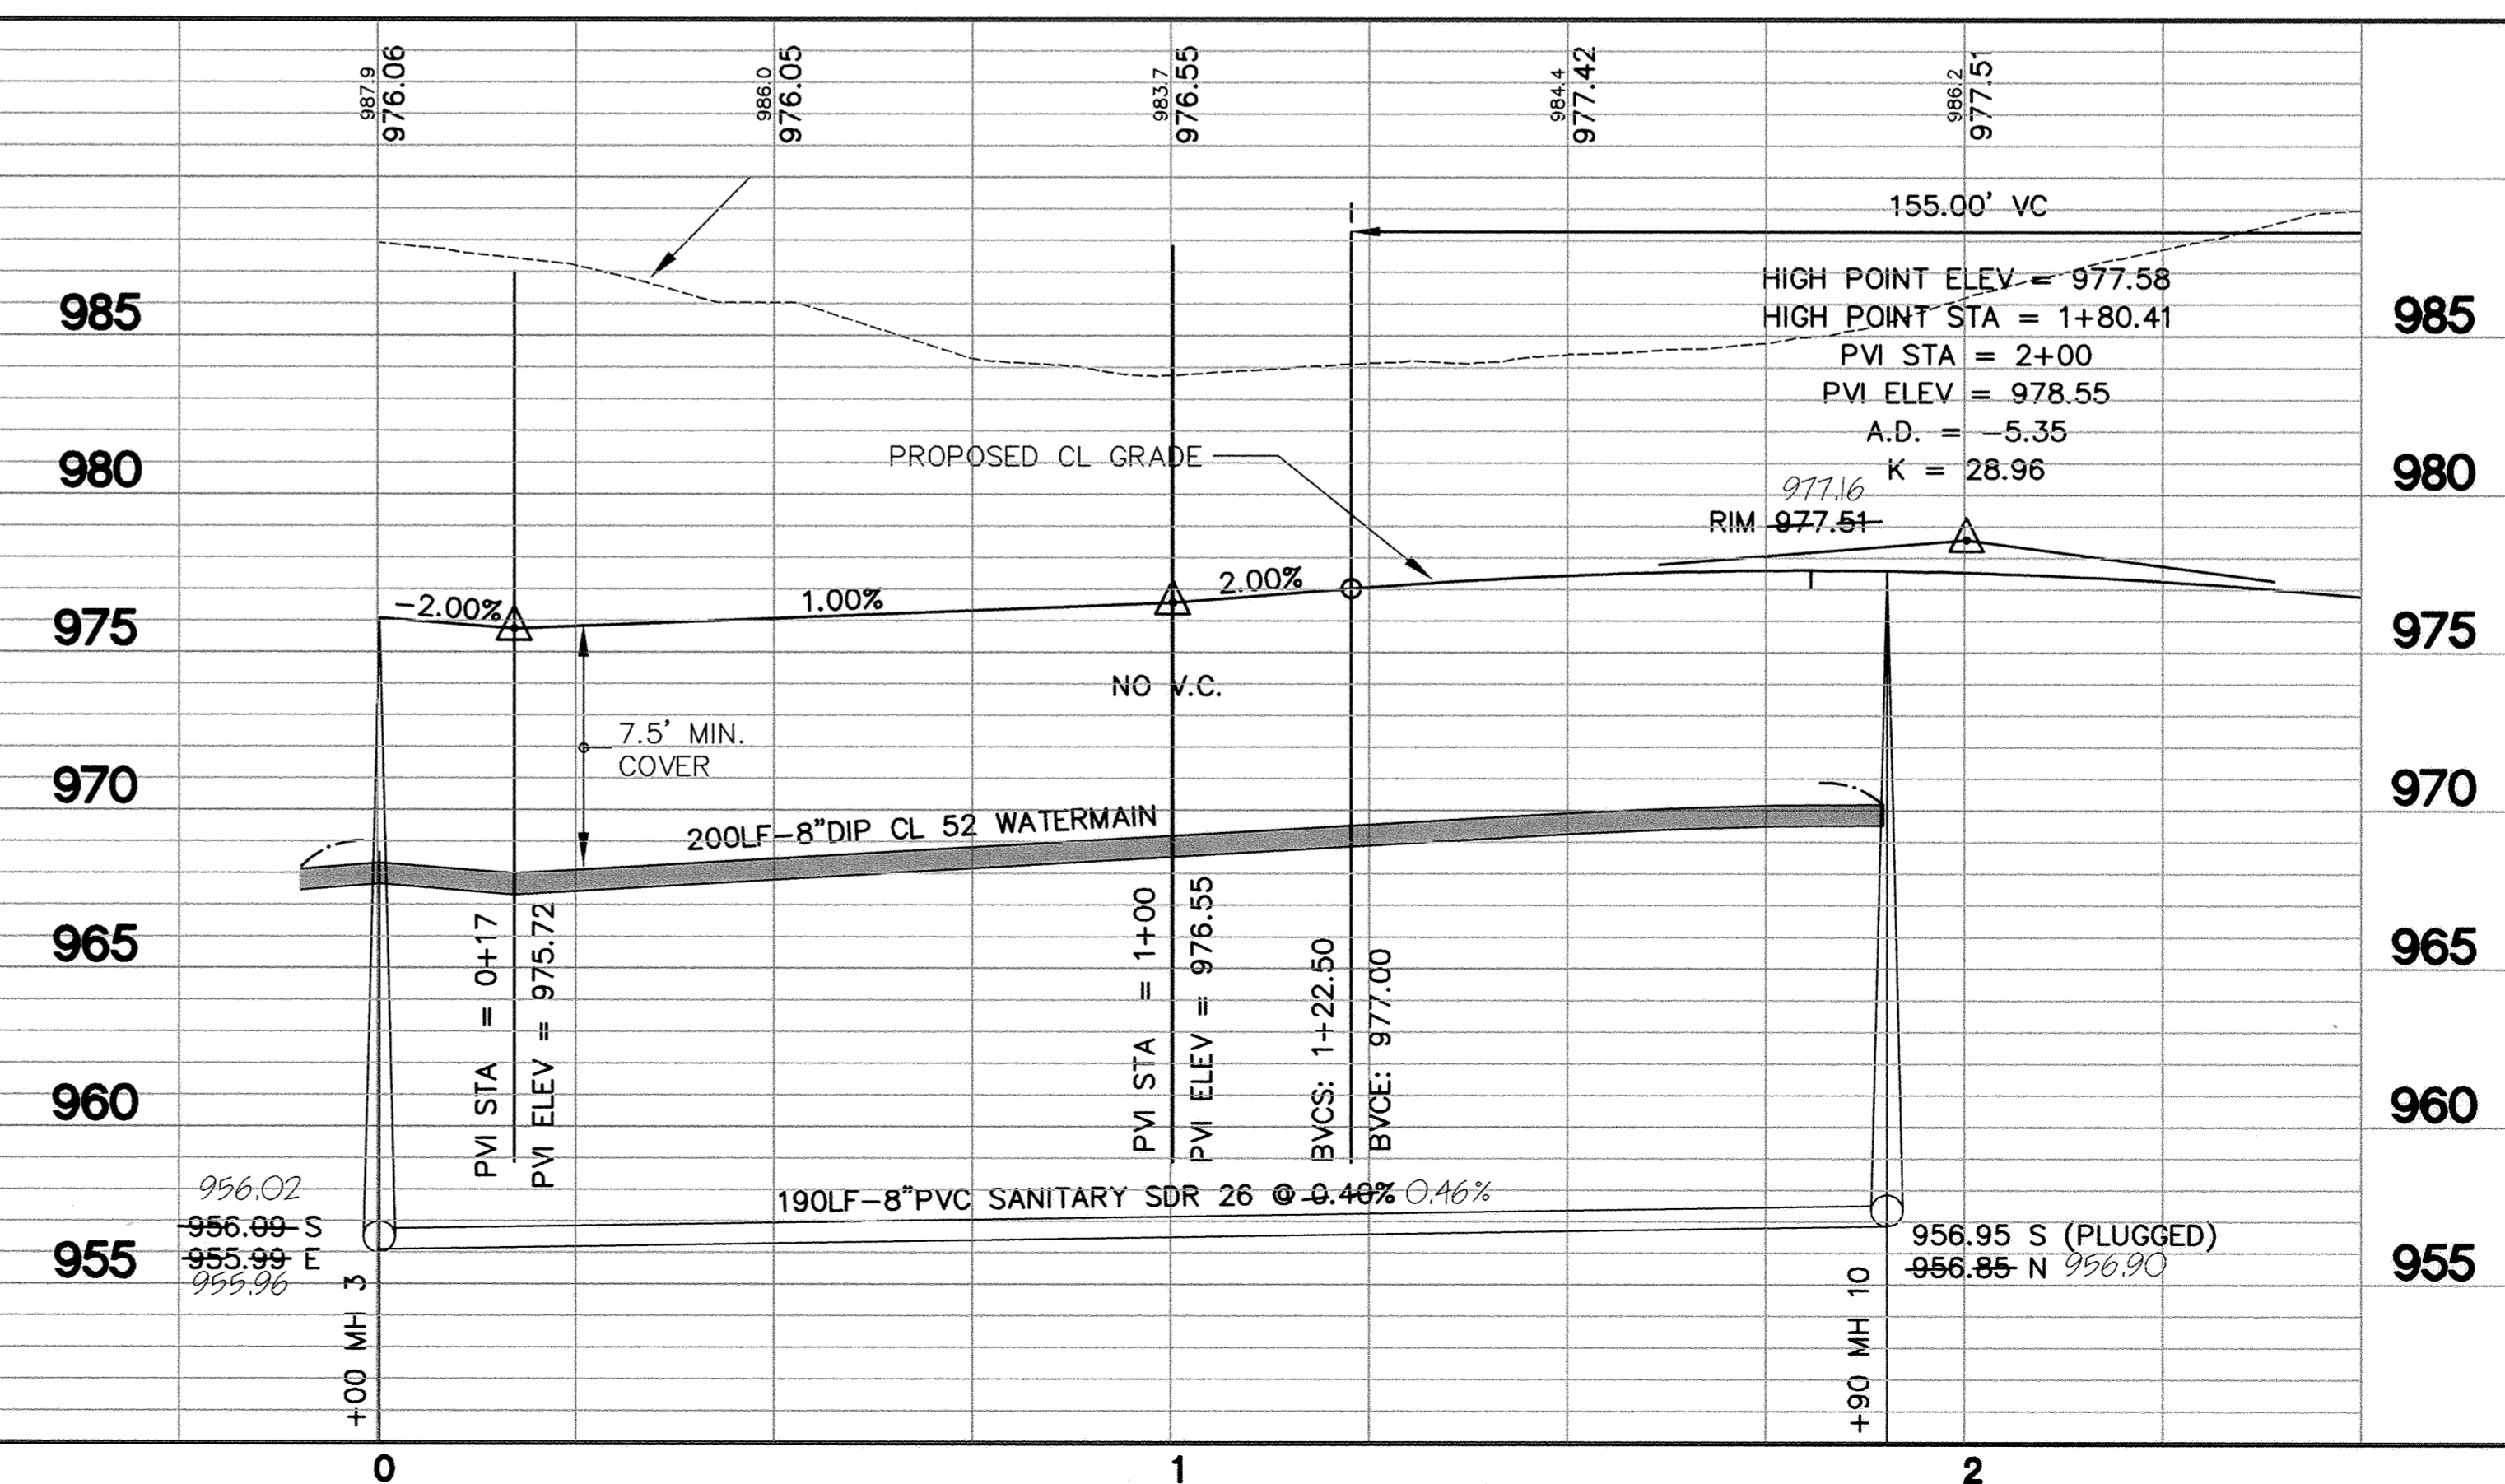 987.9
976.06
986.0
976.05
983.7
976.55
984.4
977.42
986.2
977.51
155.00' VC
HIGH POINT ELEV = 977.58
HIGH POINT STA = 1+80.41
PVI STA = 2+00
PVI ELEV = 978.55
A.D. = -5.35
K = 28.96
977.16
RIM 977.51
985
985
980
980
975
975
970
970
965
965
960
960
955
955
PROPOSED CL GRADE
-2.00%
1.00%
2.00%
NO V.C.
7.5' MIN.
COVER
200LF-8"DIP CL 52 WATERMAIN
PVI STA = 0+17
PVI ELEV = 975.72
PVI STA = 1+00
PVI ELEV = 976.55
BVCS: 1+22.50
BVCE: 977.00
190LF-8"PVC SANITARY SDR 26 @ 0.40% 0.46%
956.02
956.09 S
955.99 E
955.96
956.95 S (PLUGGED)
956.85 N 956.90
+00 MH 3
+90 MH 10
0
1
2